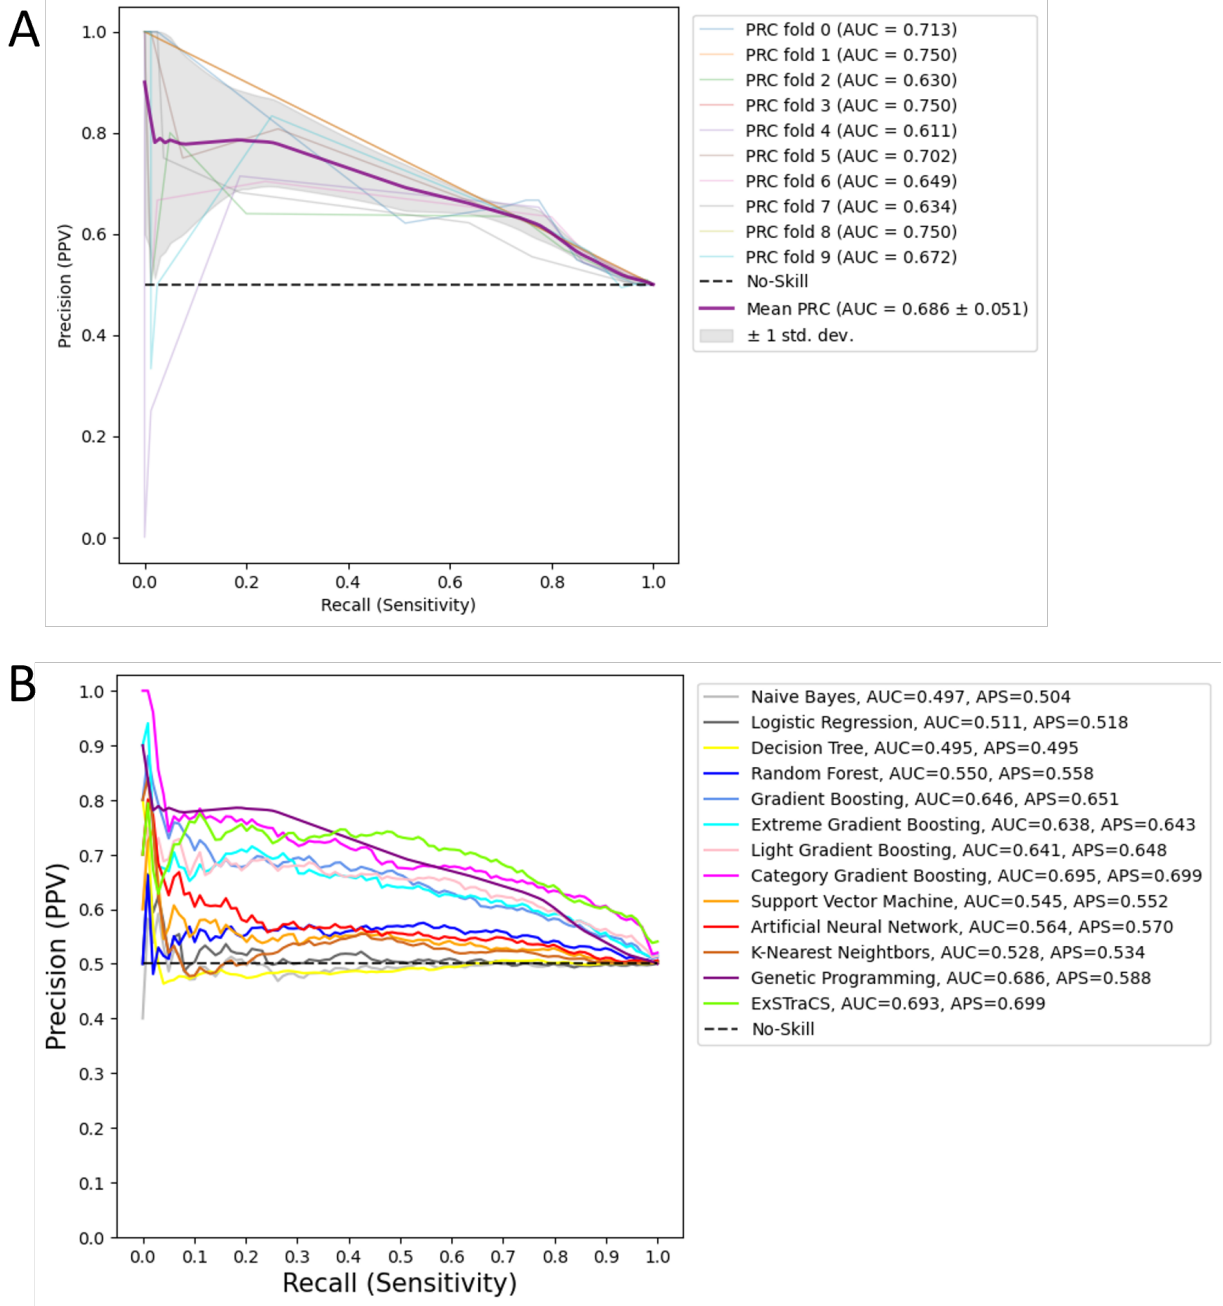 A
1.0
0.8
0.6
0.4
0.2
0.0
Precision (PPV)
0.0 0.2 0.4 0.6 0.8 1.0
Recall (Sensitivity)
PRC fold 0 (AUC = 0.713)
PRC fold 1 (AUC = 0.750)
PRC fold 2 (AUC = 0.630)
PRC fold 3 (AUC = 0.750)
PRC fold 4 (AUC = 0.611)
PRC fold 5 (AUC = 0.702)
PRC fold 6 (AUC = 0.649)
PRC fold 7 (AUC = 0.634)
PRC fold 8 (AUC = 0.750)
PRC fold 9 (AUC = 0.672)
No-Skill
Mean PRC (AUC = 0.686 ± 0.051)
± 1 std. dev.
B
1.0
0.9
0.8
0.7
0.6
0.5
0.4
0.3
0.2
0.1
0.0
Precision (PPV)
0.0 0.1 0.2 0.3 0.4 0.5 0.6 0.7 0.8 0.9 1.0
Recall (Sensitivity)
Naive Bayes, AUC=0.497, APS=0.504
Logistic Regression, AUC=0.511, APS=0.518
Decision Tree, AUC=0.495, APS=0.495
Random Forest, AUC=0.550, APS=0.558
Gradient Boosting, AUC=0.646, APS=0.651
Extreme Gradient Boosting, AUC=0.638, APS=0.643
Light Gradient Boosting, AUC=0.641, APS=0.648
Category Gradient Boosting, AUC=0.695, APS=0.699
Support Vector Machine, AUC=0.545, APS=0.552
Artificial Neural Network, AUC=0.564, APS=0.570
K-Nearest Neightbors, AUC=0.528, APS=0.534
Genetic Programming, AUC=0.686, APS=0.588
ExSTraCS, AUC=0.693, APS=0.699
No-Skill